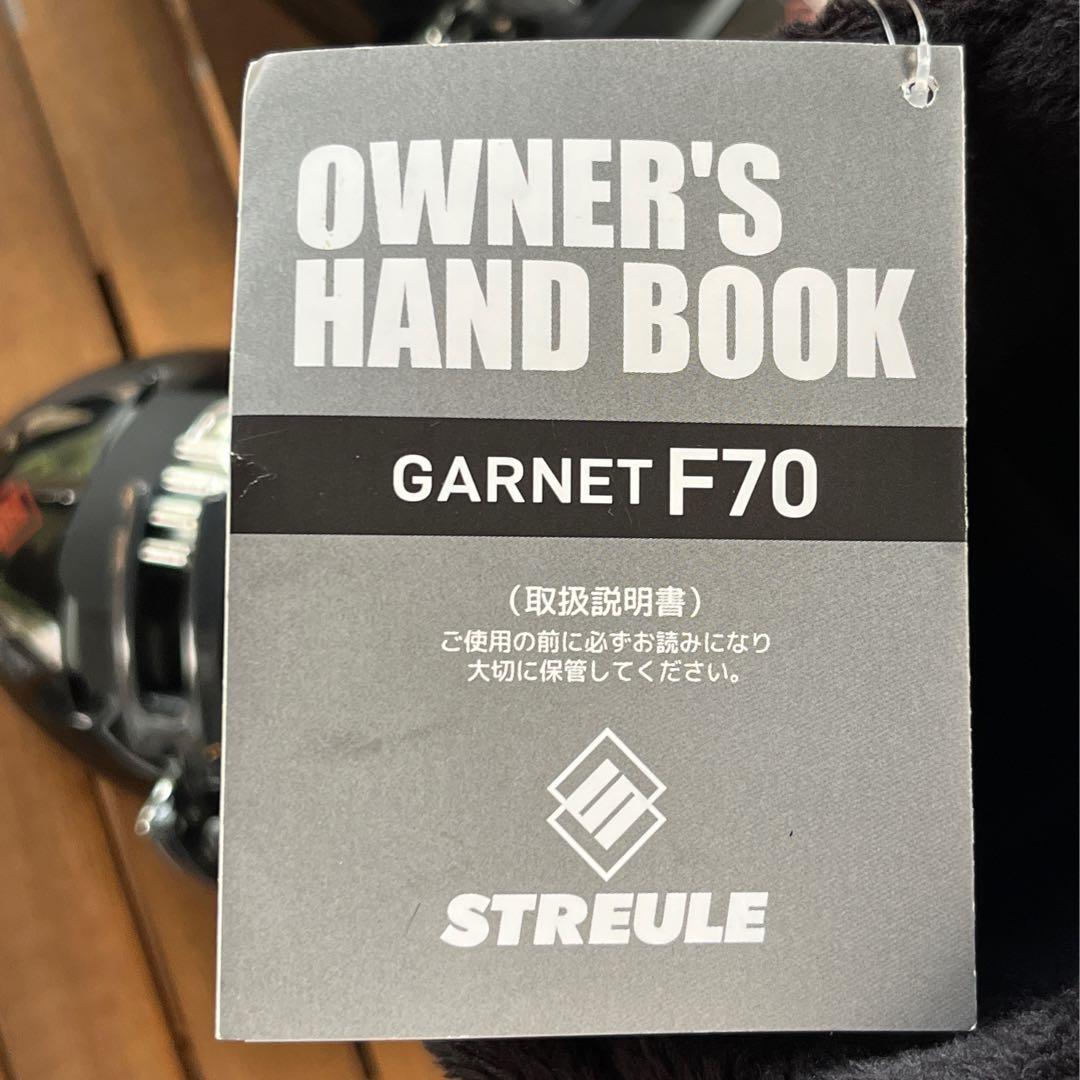 OWNER'S
HAND BOOK
GARNET F70
(取扱説明書)
ご使用の前に必ずお読みになり
大切に保管してください。
STREULE